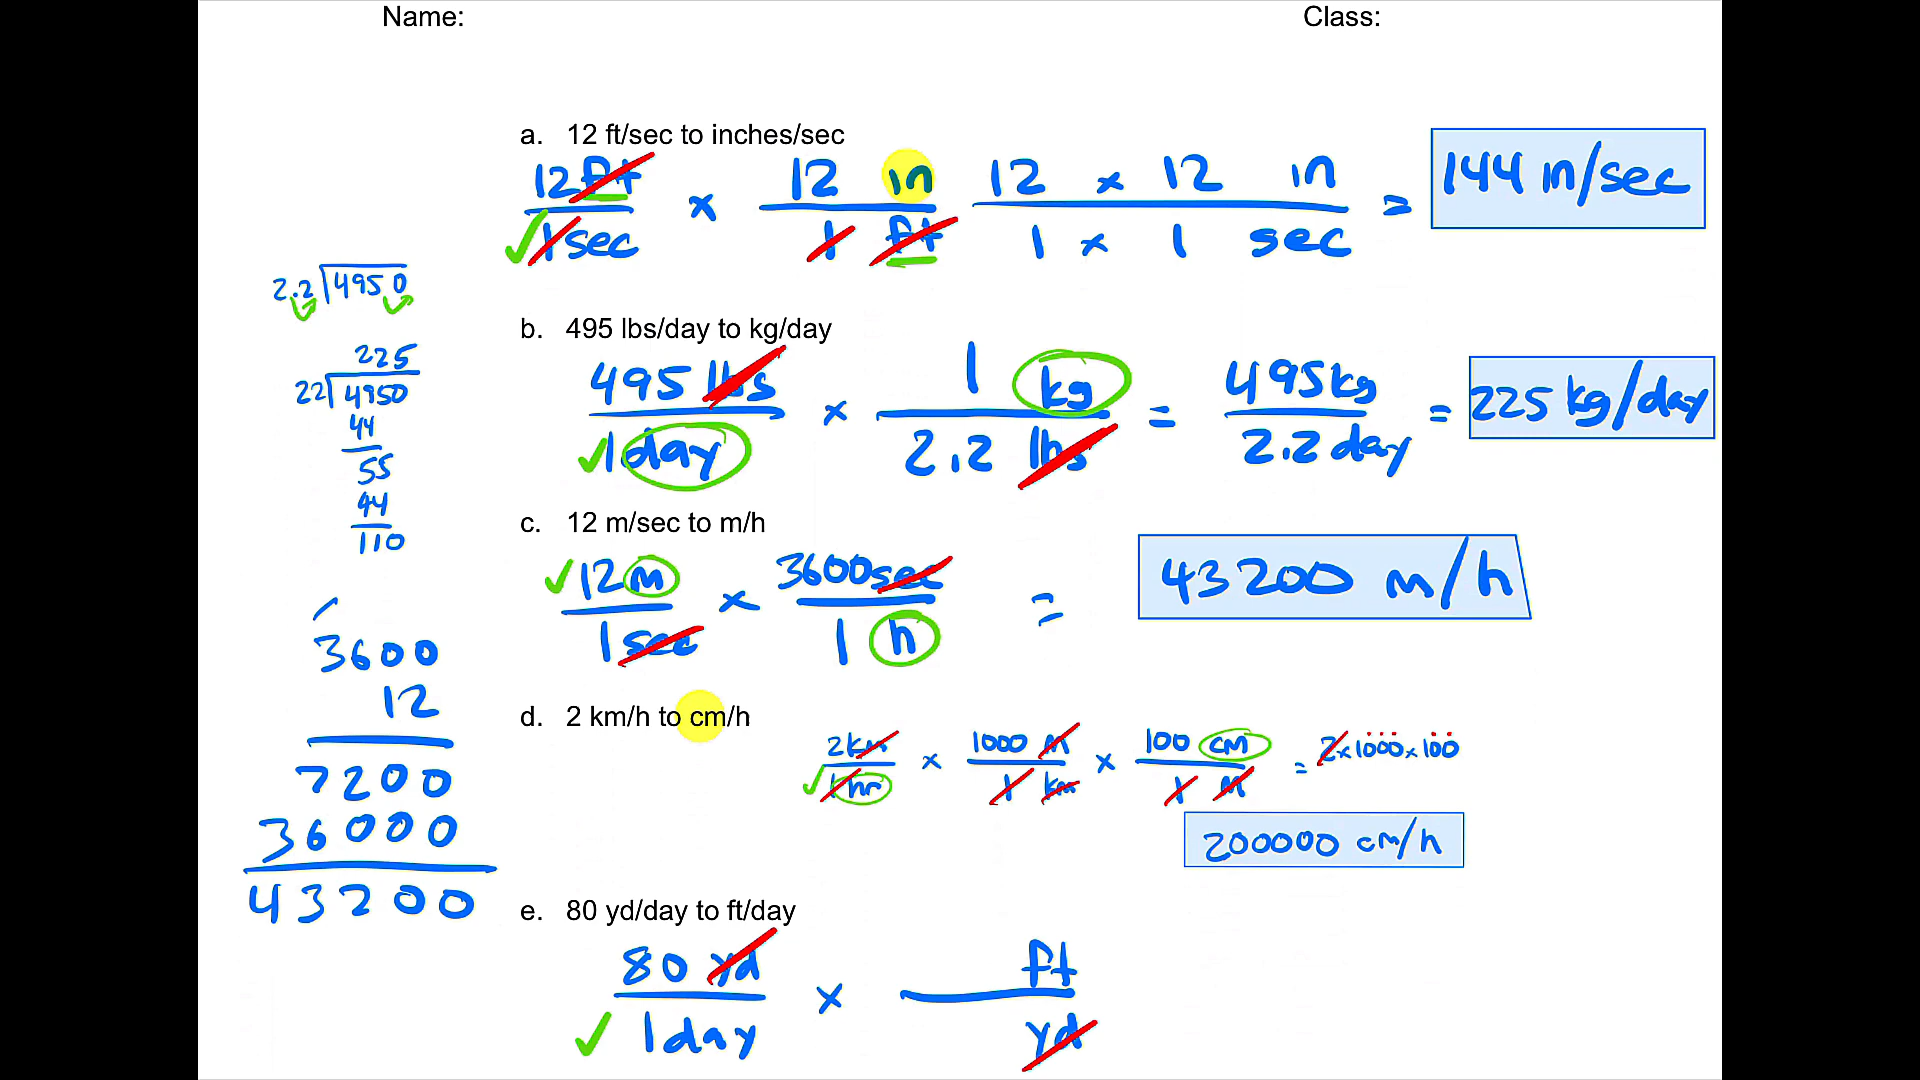 Name: Class:
a. 12 ft/sec to inches/sec
12 ft / 1 sec × 12 in / 1 ft 12 × 12 in / 1 × 1 sec = 144 in/sec
2.2 4950
b. 495 lbs/day to kg/day
495 lbs / 1 day × 1 kg / 2.2 lbs = 495 kg / 2.2 day = 225 kg/day
225
22 4950
44
55
44
110
c. 12 m/sec to m/h
12 m / 1 sec × 3600 sec / 1 h = 43200 m/h
3600
12
7200
36000
43200
d. 2 km/h to cm/h
2 km / 1 hr × 1000 m / 1 km × 100 cm / 1 m = 2×1000×100
200000 cm/h
e. 80 yd/day to ft/day
80 yd / 1 day × ft / yd